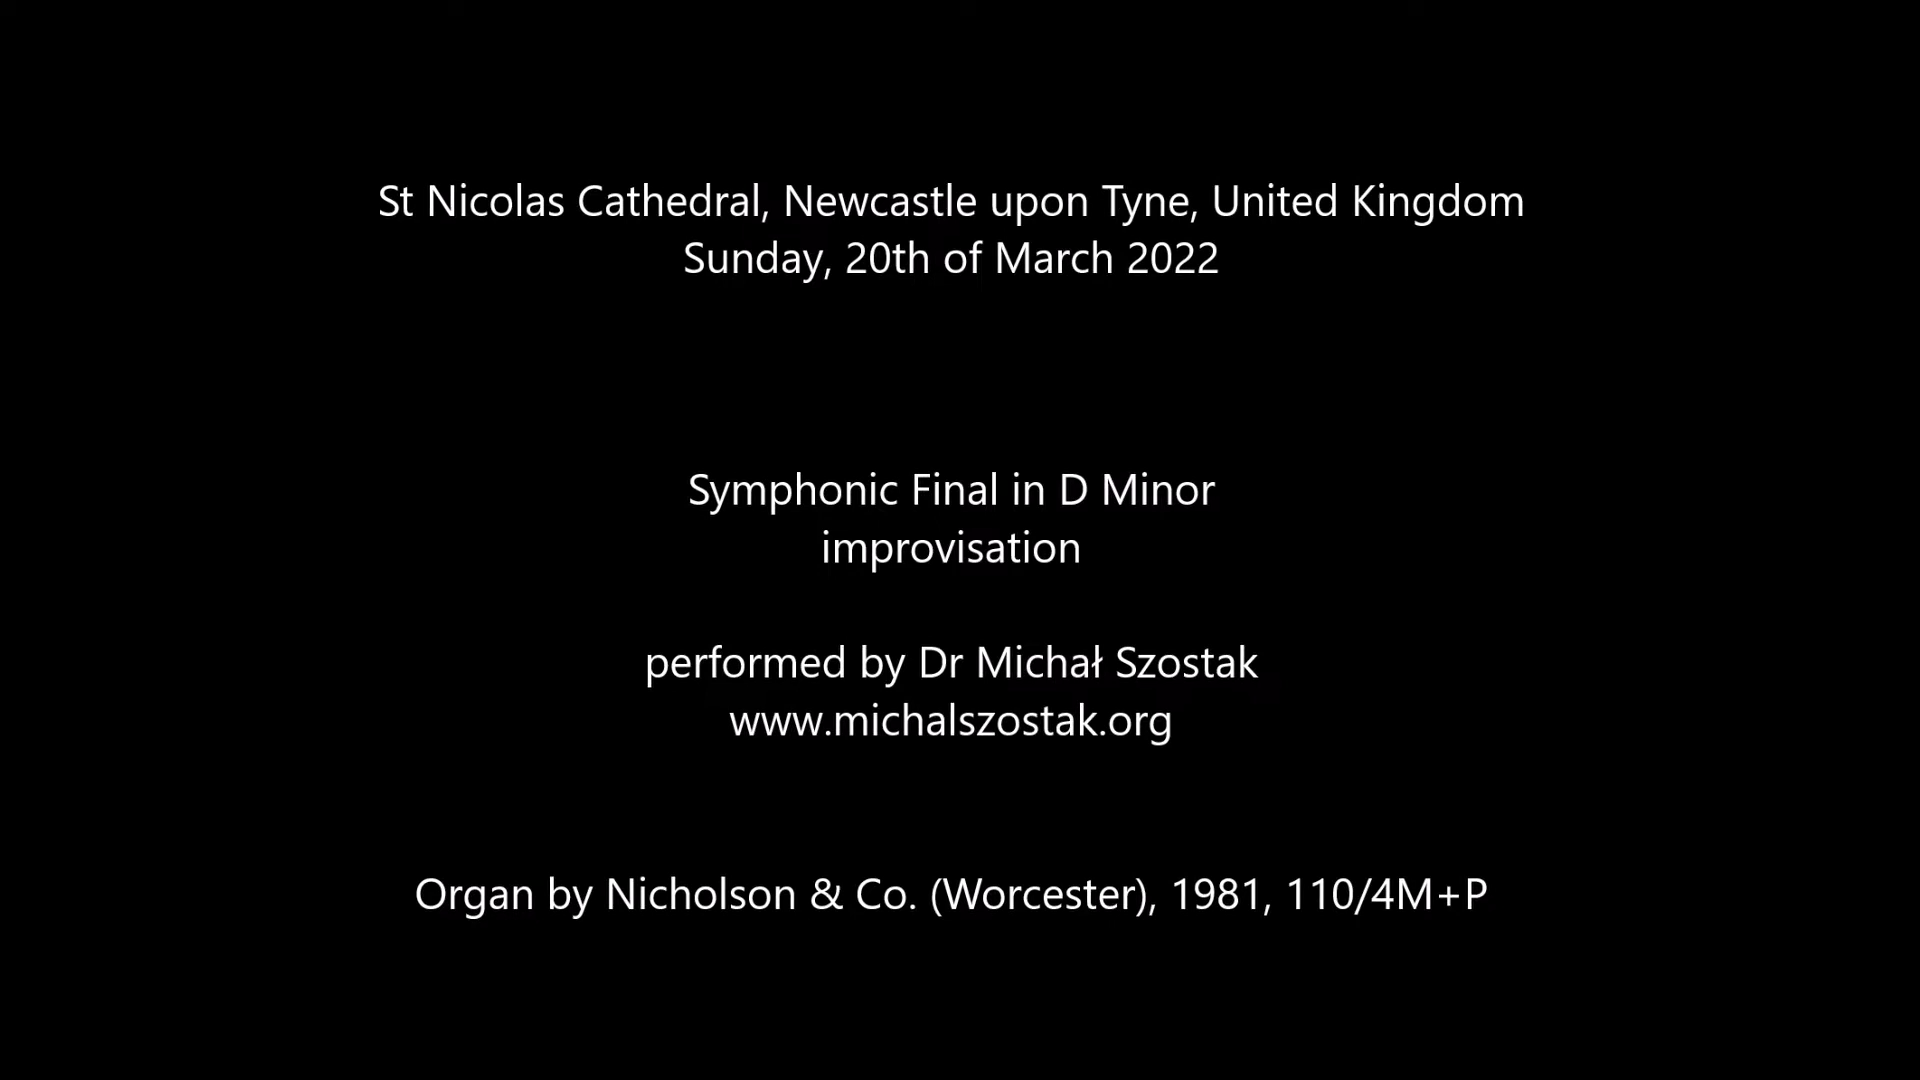 St Nicolas Cathedral, Newcastle upon Tyne, United Kingdom
Sunday, 20th of March 2022
Symphonic Final in D Minor
improvisation
performed by Dr Michał Szostak
www.michalszostak.org
Organ by Nicholson & Co. (Worcester), 1981, 110/4M+P